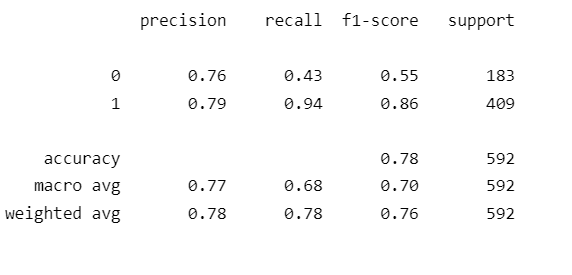 precision recall f1-score support
0 0.76 0.43 0.55 183
1 0.79 0.94 0.86 409
accuracy 0.78 592
macro avg 0.77 0.68 0.70 592
weighted avg 0.78 0.78 0.76 592